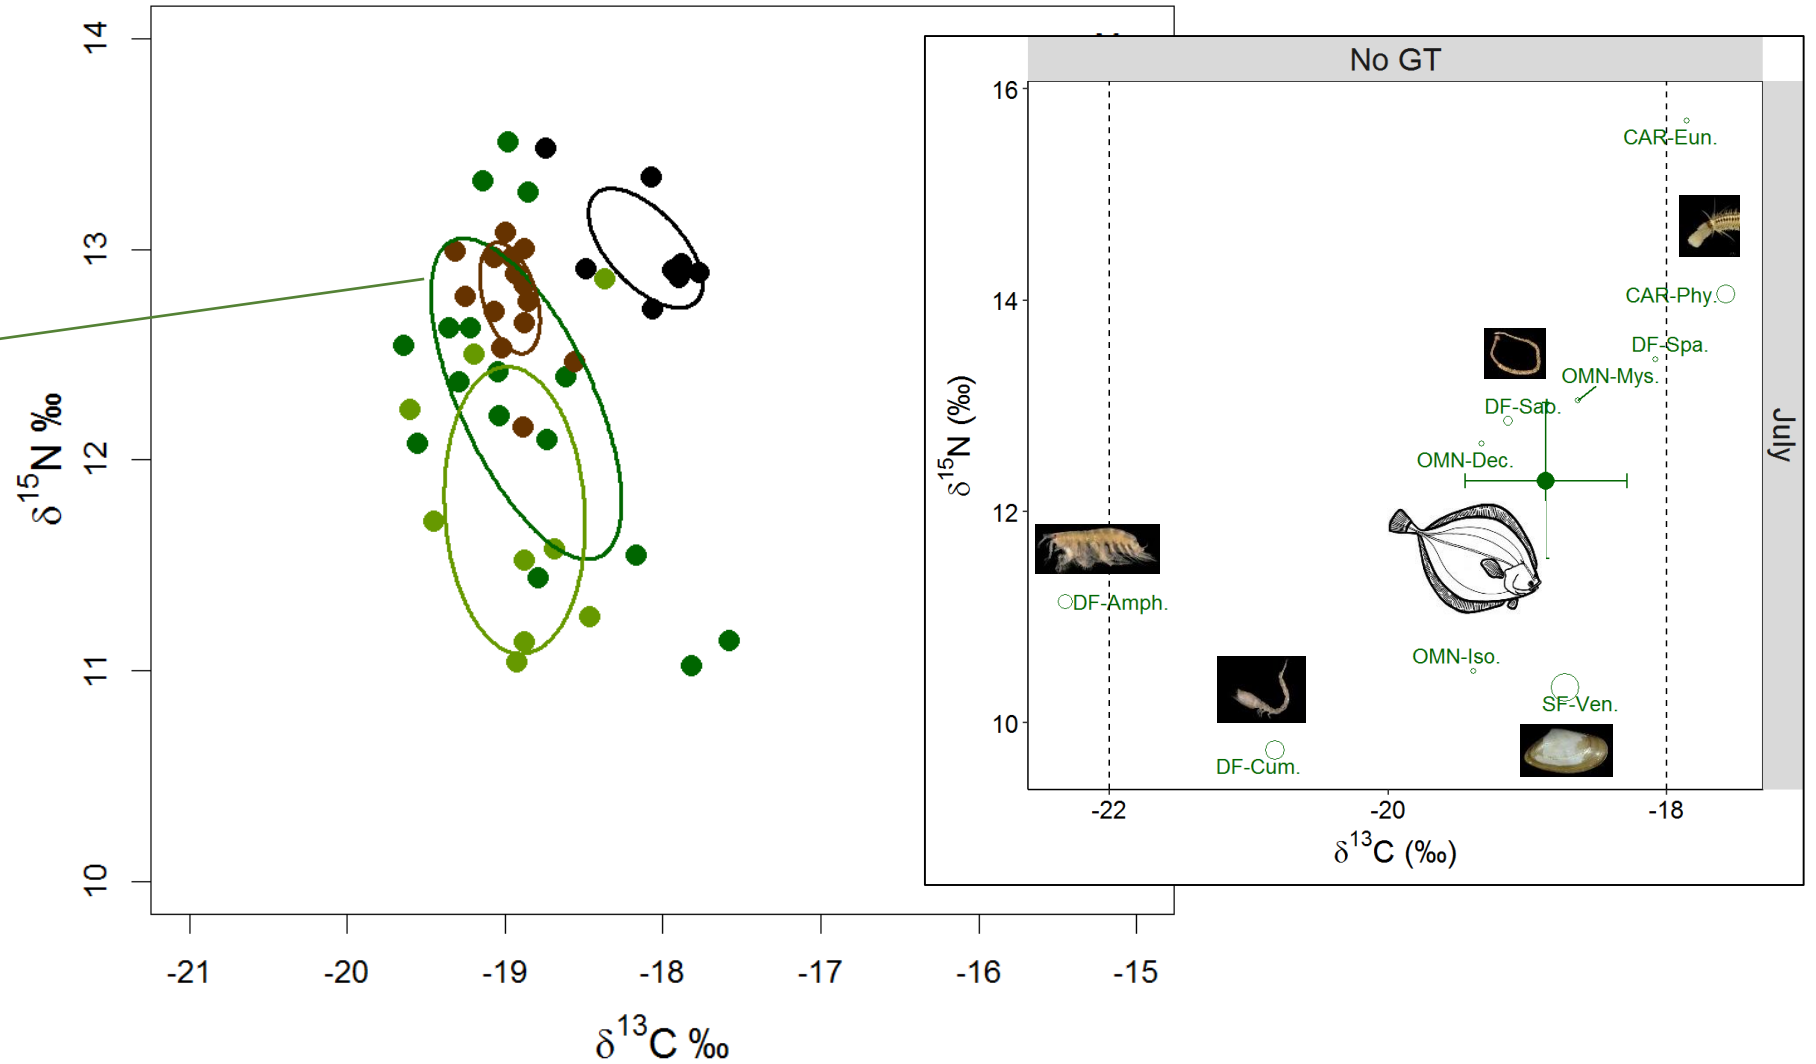 14
13
12
11
10
δ15N ‰
-21
-20
-19
-18
-17
-16
-15
δ13C ‰
No GT
July
16
14
12
10
δ15N (‰)
CAR-Eun.
CAR-Phy.
DF-Spa.
OMN-Mys.
DF-Sab.
OMN-Dec.
DF-Amph.
OMN-Iso.
SF-Ven.
DF-Cum.
-22
-20
-18
δ13C (‰)